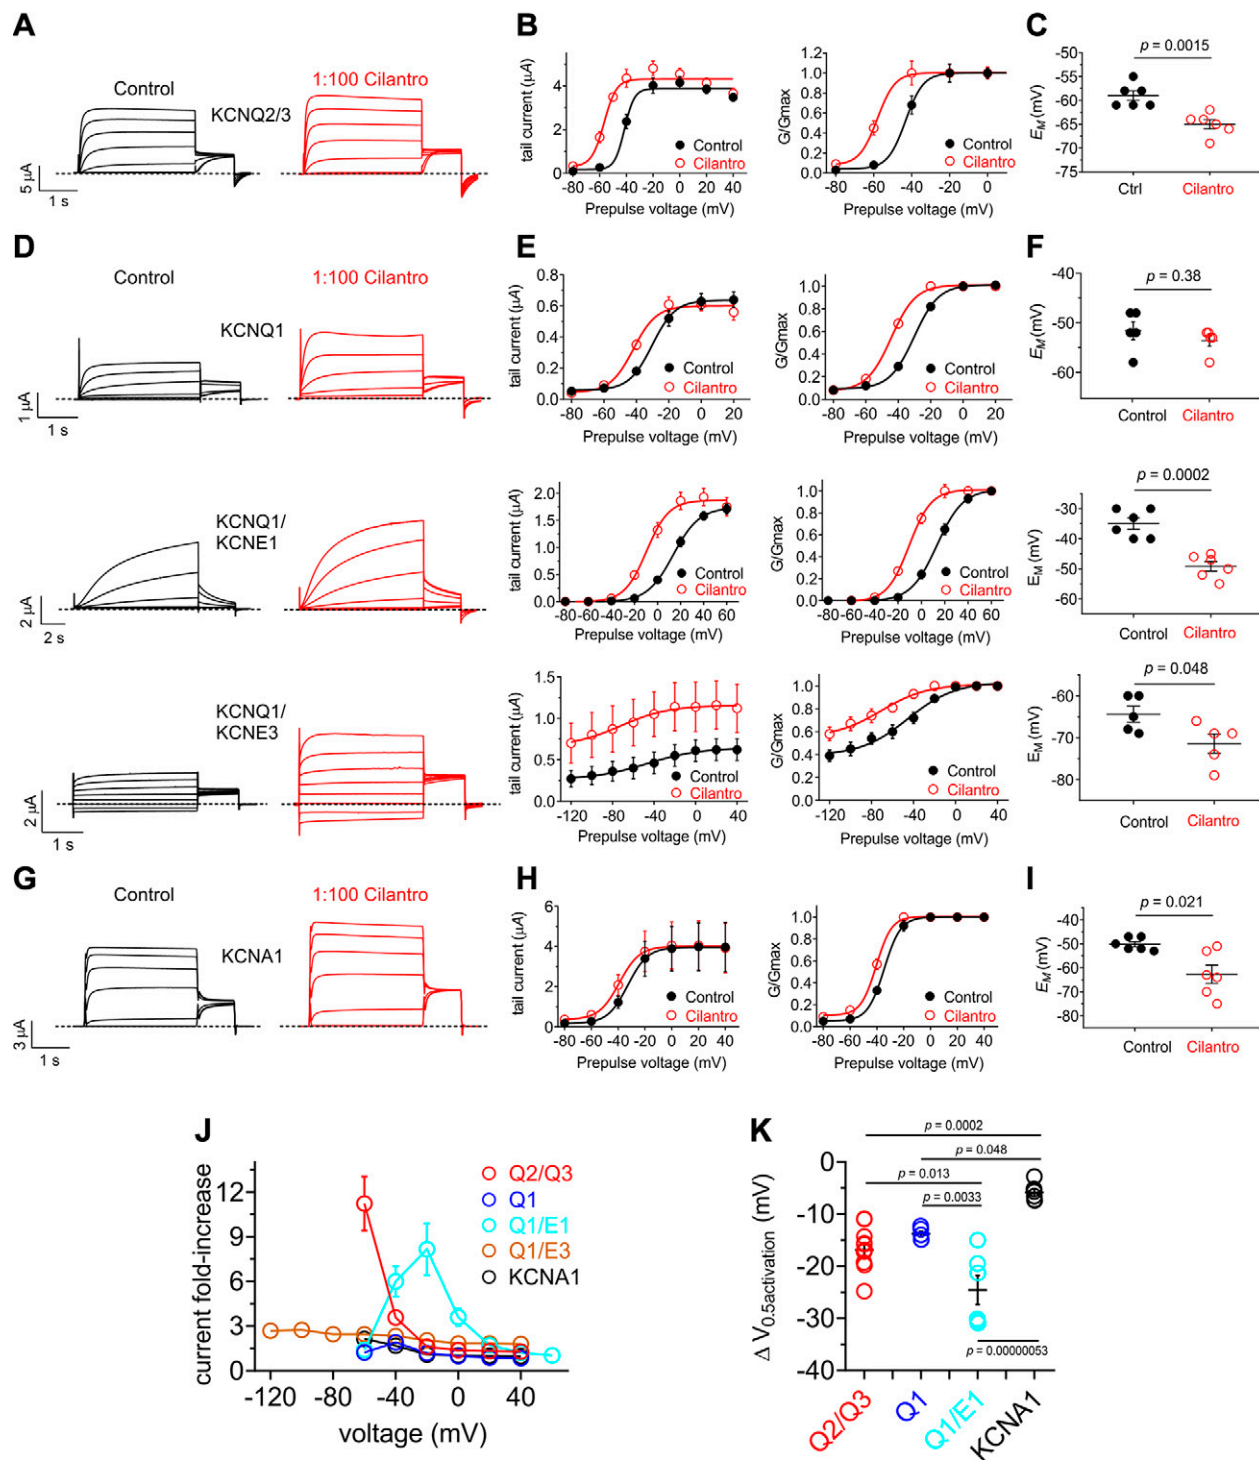 A
Control
KCNQ2/3
1:100 Cilantro
5 µA
1 s
B
tail current (µA)
4
2
0
-80 -60 -40 -20 0 20 40
Prepulse voltage (mV)
Control
Cilantro
G/Gmax
1.2
1.0
0.8
0.6
0.4
0.2
0.0
-80 -60 -40 -20 0
Prepulse voltage (mV)
Control
Cilantro
C
p = 0.0015
E_M (mV)
-50
-55
-60
-65
-70
-75
Ctrl Cilantro
D
Control
KCNQ1
1:100 Cilantro
1 µA
1 s
KCNQ1/
KCNE1
2 µA
2 s
KCNQ1/
KCNE3
2 µA
1 s
E
tail current (µA)
0.8
0.6
0.4
0.2
0.0
-80 -60 -40 -20 0 20
Prepulse voltage (mV)
Control
Cilantro
G/Gmax
1.0
0.8
0.6
0.4
0.2
0.0
-80 -60 -40 -20 0 20
Prepulse voltage (mV)
Control
Cilantro
tail current (µA)
2.0
1.5
1.0
0.5
0.0
-80 -60 -40 -20 0 20 40 60
Prepulse voltage (mV)
Control
Cilantro
G/Gmax
1.0
0.8
0.6
0.4
0.2
0.0
-80 -60 -40 -20 0 20 40 60
Prepulse voltage (mV)
Control
Cilantro
tail current (µA)
1.5
1.0
0.5
0.0
-120 -80 -40 0 40
Prepulse voltage (mV)
Control
Cilantro
G/Gmax
1.0
0.8
0.6
0.4
0.2
0.0
-120 -80 -40 0 40
Prepulse voltage (mV)
Control
Cilantro
F
p = 0.38
E_M (mV)
-40
-50
-60
Control Cilantro
p = 0.0002
E_M (mV)
-30
-40
-50
-60
Control Cilantro
p = 0.048
E_M (mV)
-60
-70
-80
Control Cilantro
G
Control
KCNA1
1:100 Cilantro
3 µA
1 s
H
tail current (µA)
6
4
2
0
-80 -60 -40 -20 0 20 40
Prepulse voltage (mV)
Control
Cilantro
G/Gmax
1.0
0.8
0.6
0.4
0.2
0.0
-80 -60 -40 -20 0 20 40
Prepulse voltage (mV)
Control
Cilantro
I
p = 0.021
E_M (mV)
-40
-50
-60
-70
-80
Control Cilantro
J
current fold-increase
12
9
6
3
0
-120 -80 -40 0 40
voltage (mV)
Q2/Q3
Q1
Q1/E1
Q1/E3
KCNA1
K
p = 0.0002
p = 0.048
p = 0.013
p = 0.0033
p = 0.00000053
Δ V0.5activation (mV)
0
-10
-20
-30
-40
Q2/Q3 Q1 Q1/E1 KCNA1